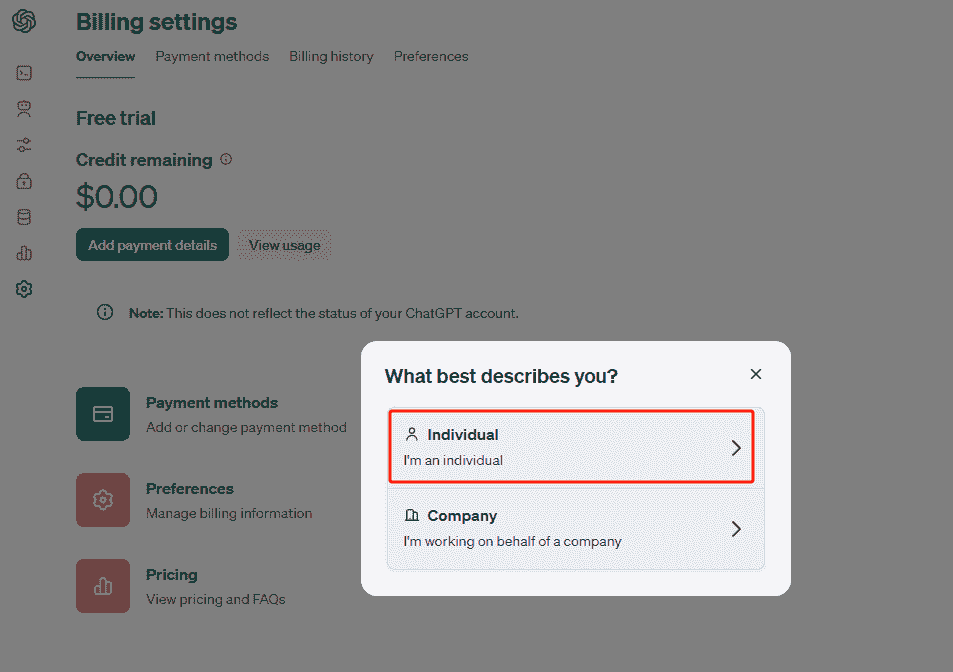 Billing settings
Overview Payment methods Billing history Preferences
Free trial
Credit remaining
$0.00
Add payment details View usage
Note: This does not reflect the status of your ChatGPT account.
What best describes you?
Individual
I'm an individual
Company
I'm working on behalf of a company
Payment methods
Add or change payment method
Preferences
Manage billing information
Pricing
View pricing and FAQs